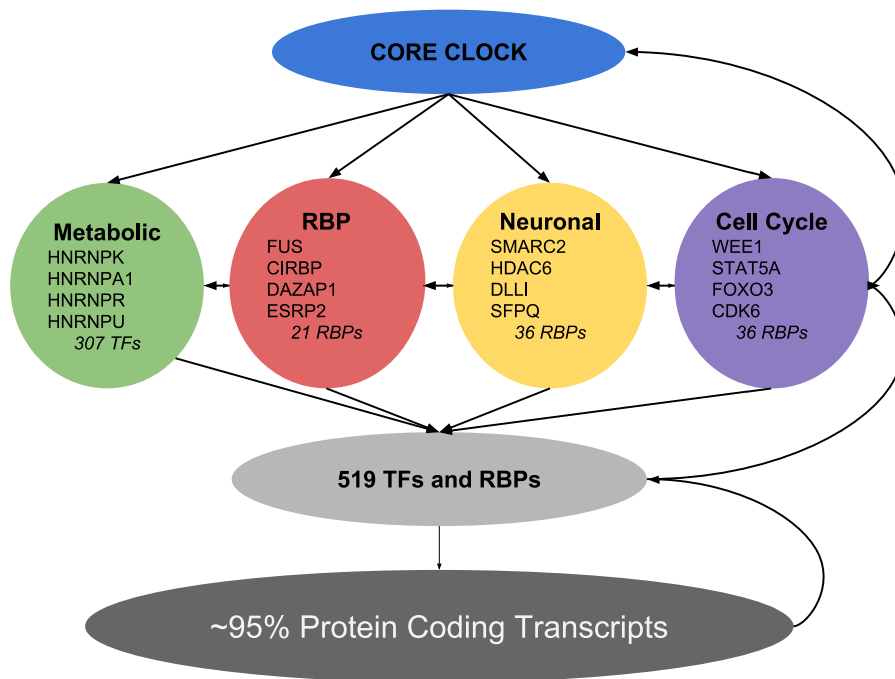 CORE CLOCK
Metabolic
HNRNPK
HNRNPA1
HNRNPR
HNRNPU
307 TFs
RBP
FUS
CIRBP
DAZAP1
ESRP2
21 RBPs
Neuronal
SMARC2
HDAC6
DLLI
SFPQ
36 RBPs
Cell Cycle
WEE1
STAT5A
FOXO3
CDK6
36 RBPs
519 TFs and RBPs
~95% Protein Coding Transcripts